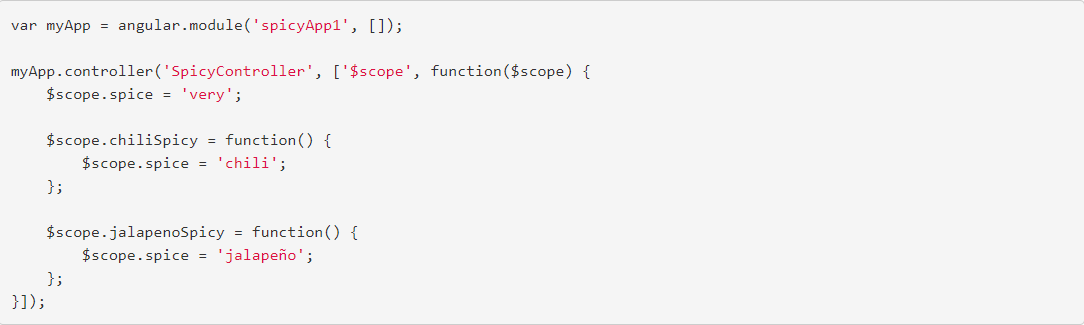 var myApp = angular.module('spicyApp1', []);
myApp.controller('SpicyController', ['$scope', function($scope) {
    $scope.spice = 'very';
    $scope.chiliSpicy = function() {
        $scope.spice = 'chili';
    };
    $scope.jalapenoSpicy = function() {
        $scope.spice = 'jalapeño';
    };
}]);